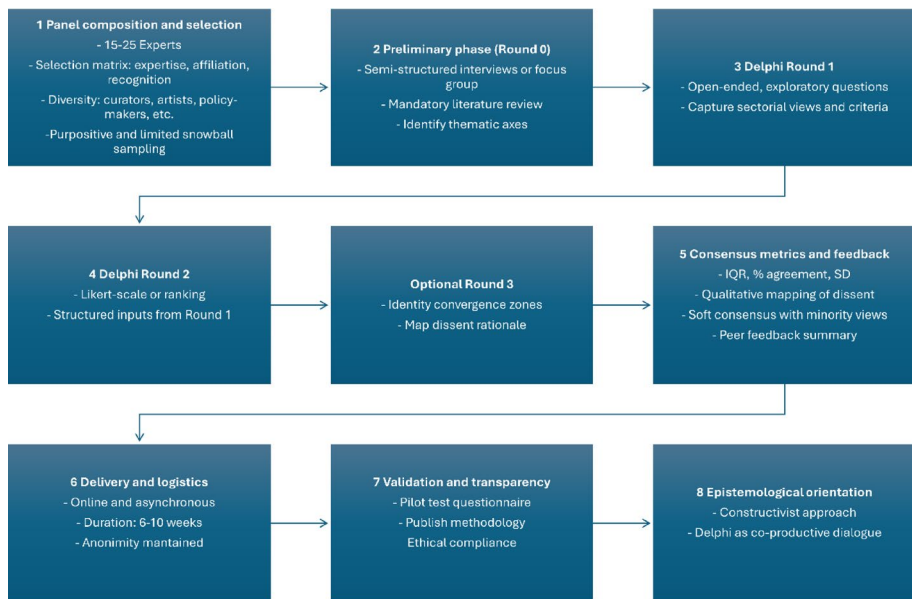 1 Panel composition and selection
- 15-25 Experts
- Selection matrix: expertise, affiliation,
recognition
- Diversity: curators, artists, policy-
makers, etc.
-Purpositive and limited snowball
sampling
2 Preliminary phase (Round 0)
- Semi-structured interviews or focus
group
- Mandatory literature review
- Identify thematic axes
3 Delphi Round 1
- Open-ended, exploratory questions
- Capture sectorial views and criteria
4 Delphi Round 2
- Likert-scale or ranking
- Structured inputs from Round 1
Optional Round 3
- Identity convergence zones
- Map dissent rationale
5 Consensus metrics and feedback
- IQR, % agreement, SD
- Qualitative mapping of dissent
- Soft consensus with minority views
- Peer feedback summary
6 Delivery and logistics
- Online and asynchronous
- Duration: 6-10 weeks
- Anonimity mantained
7 Validation and transparency
- Pilot test questionnaire
- Publish methodology
Ethical compliance
8 Epistemological orientation
- Constructivist approach
- Delphi as co-productive dialogue